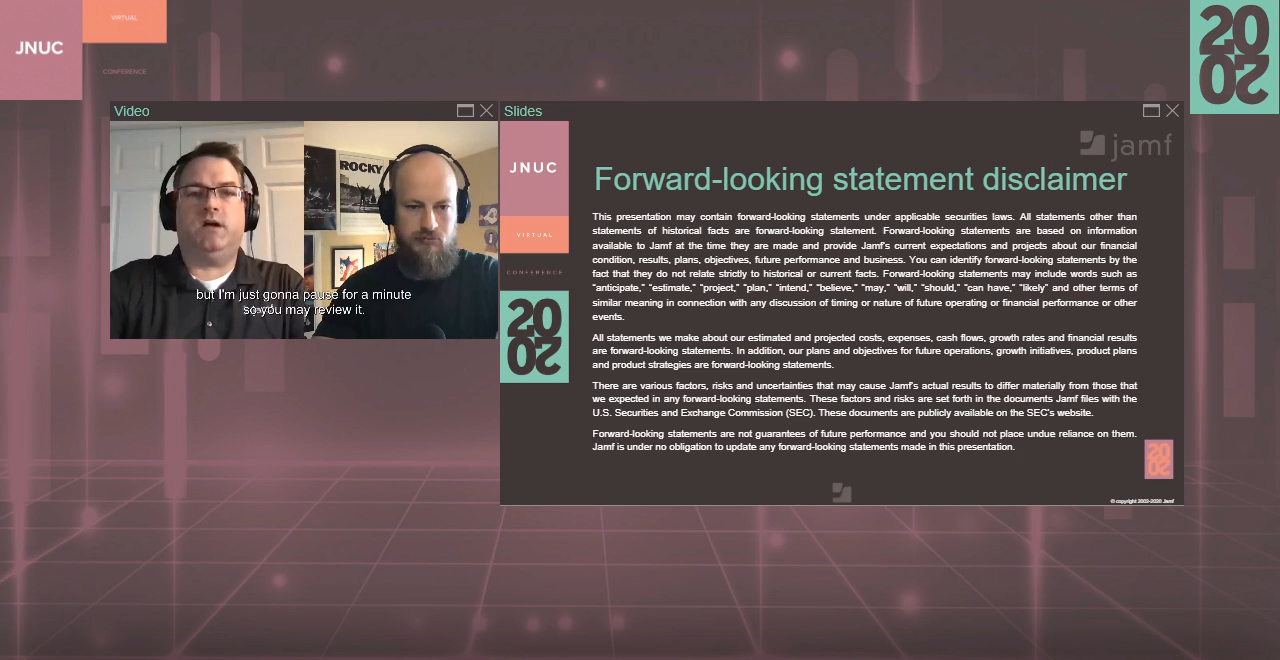 JNUC
VIRTUAL
CONFERENCE
2020
Video
Slides
ROCKY
but I'm just gonna pause for a minute
so you may review it.
JNUC
VIRTUAL
CONFERENCE
2020
jamf
Forward-looking statement disclaimer
This presentation may contain forward-looking statements under applicable securities laws. All statements other than
statements of historical facts are forward-looking statement. Forward-looking statements are based on information
available to Jamf at the time they are made and provide Jamf's current expectations and projects about our financial
condition, results, plans, objectives, future performance and business. You can identify forward-looking statements by the
fact that they do not relate strictly to historical or current facts. Forward-looking statements may include words such as
"anticipate," "estimate," "project," "plan," "intend," "believe," "may," "will," "should," "can have," "likely" and other terms of
similar meaning in connection with any discussion of timing or nature of future operating or financial performance or other
events.
All statements we make about our estimated and projected costs, expenses, cash flows, growth rates and financial results
are forward-looking statements. In addition, our plans and objectives for future operations, growth initiatives, product plans
and product strategies are forward-looking statements.
There are various factors, risks and uncertainties that may cause Jamf's actual results to differ materially from those that
we expected in any forward-looking statements. These factors and risks are set forth in the documents Jamf files with the
U.S. Securities and Exchange Commission (SEC). These documents are publicly available on the SEC's website.
Forward-looking statements are not guarantees of future performance and you should not place undue reliance on them.
Jamf is under no obligation to update any forward-looking statements made in this presentation.
2020
© copyright 2002-2020 Jamf